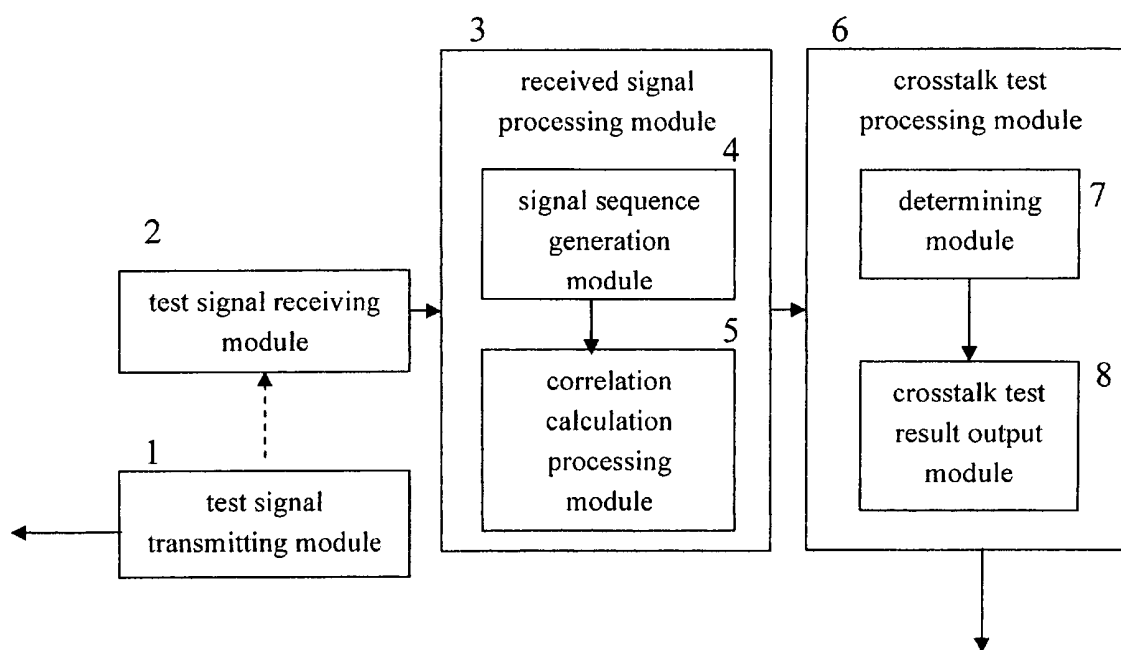 3
received signal
processing module
4
signal sequence
generation
module
5
correlation
calculation
processing
module
2
test signal receiving
module
1
test signal
transmitting module
6
crosstalk test
processing module
7
determining
module
8
crosstalk test
result output
module